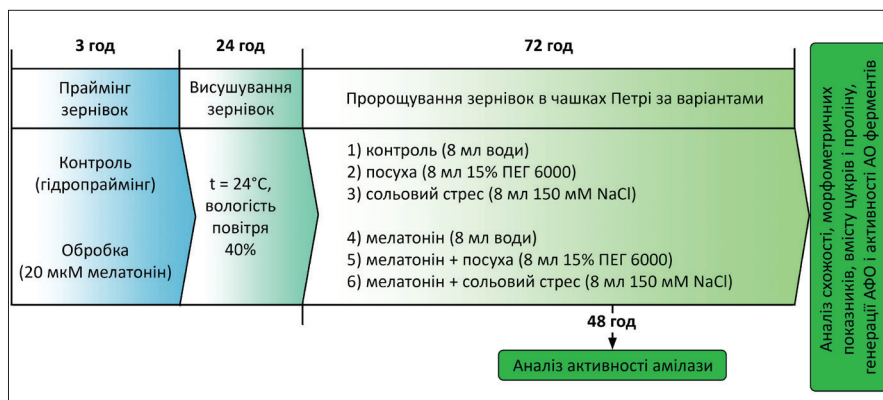 3 год
24 год
72 год
Праймінг
зернівок
Висушування
зернівок
Пророщування зернівок в чашках Петрі за варіантами
Контроль
(гідропраймінг)
Обробка
(20 мкМ мелатонін)
t = 24°C,
вологість
повітря
40%
1) контроль (8 мл води)
2) посуха (8 мл 15% ПЕГ 6000)
3) сольовий стрес (8 мл 150 мМ NaCl)
4) мелатонін (8 мл води)
5) мелатонін + посуха (8 мл 15% ПЕГ 6000)
6) мелатонін + сольовий стрес (8 мл 150 мМ NaCl)
48 год
Аналіз активності амілази
Аналіз схожості, морфометричних
показників, вмісту цукрів і проліну,
генерації АФО і активності АО ферментів